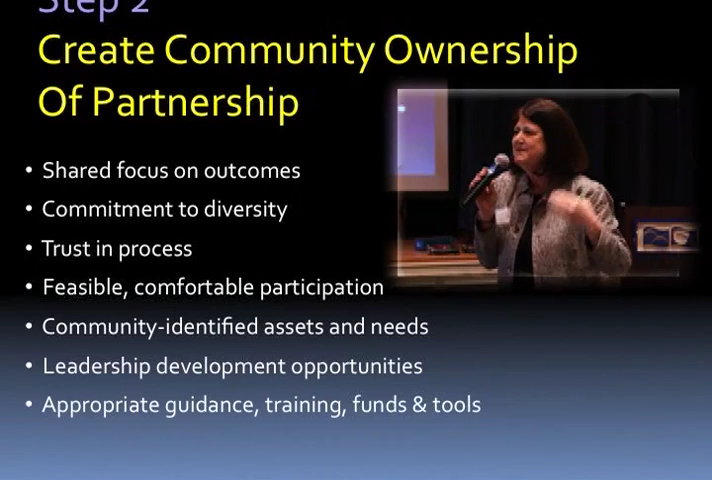 Step 2
Create Community Ownership
Of Partnership
• Shared focus on outcomes
• Commitment to diversity
• Trust in process
• Feasible, comfortable participation
• Community-identified assets and needs
• Leadership development opportunities
• Appropriate guidance, training, funds & tools